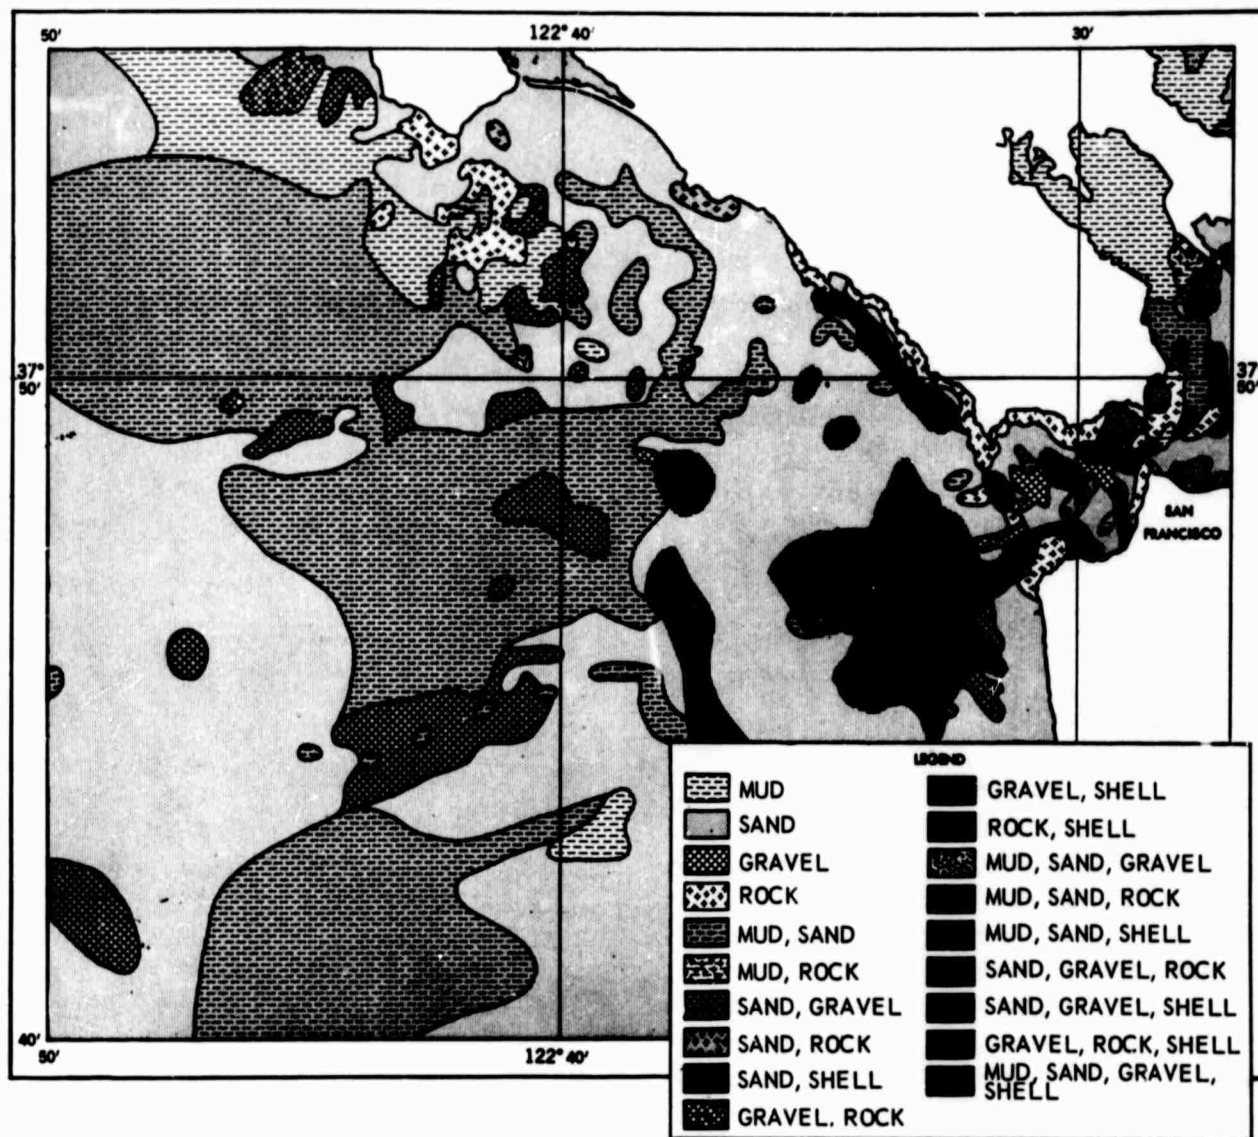 50'
122° 40'
30'
37°
50'
37°
50'
SAN
FRANCISCO
40'
50'
122° 40'
LEGEND
MUD
SAND
GRAVEL
ROCK
MUD, SAND
MUD, ROCK
SAND, GRAVEL
SAND, ROCK
SAND, SHELL
GRAVEL. ROCK
GRAVEL, SHELL
ROCK, SHELL
MUD, SAND, GRAVEL
MUD, SAND, ROCK
MUD, SAND, SHELL
SAND, GRAVEL, ROCK
SAND, GRAVEL, SHELL
GRAVEL, ROCK, SHELL
MUD, SAND, GRAVEL,
SHELL